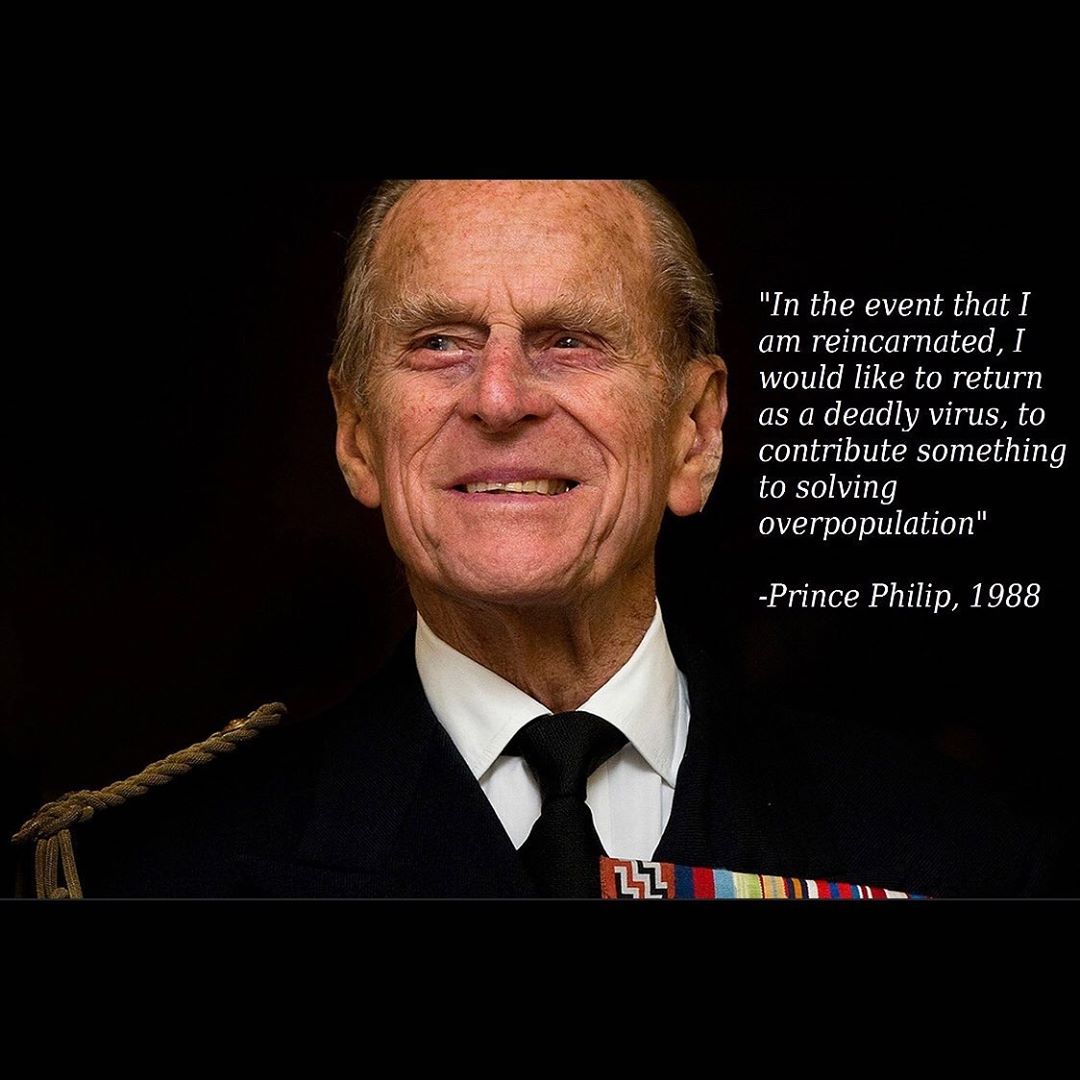 "In the event that I
am reincarnated, I
would like to return
as a deadly virus, to
contribute something
to solving
overpopulation"
-Prince Philip, 1988